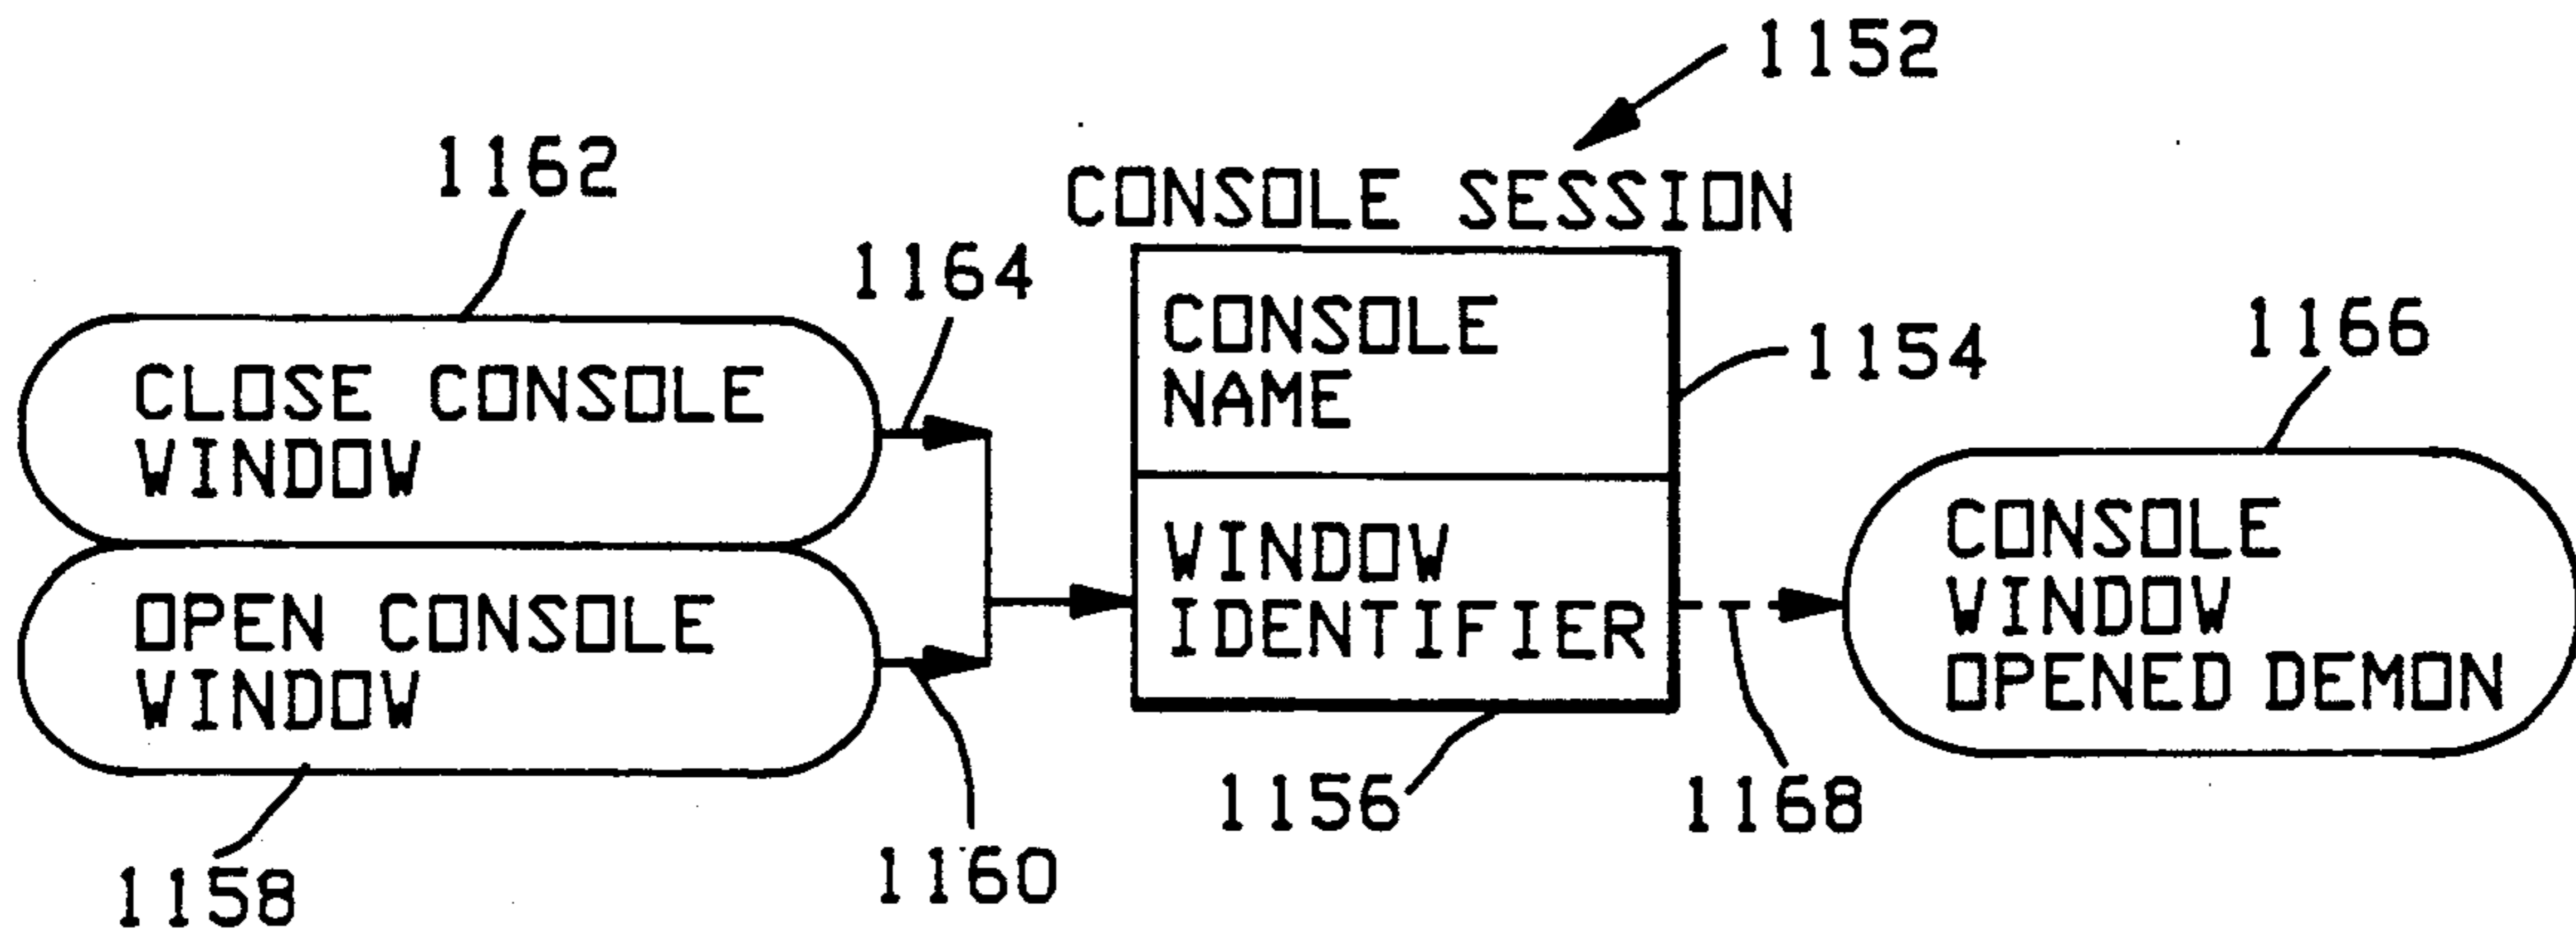 1152
1162
CONSOLE SESSION
1164
CONSOLE
NAME
1154
1166
CLOSE CONSOLE
WINDOW
WINDOW
IDENTIFIER
CONSOLE
WINDOW
OPENED DEMON
OPEN CONSOLE
WINDOW
1156
1168
1160
1158